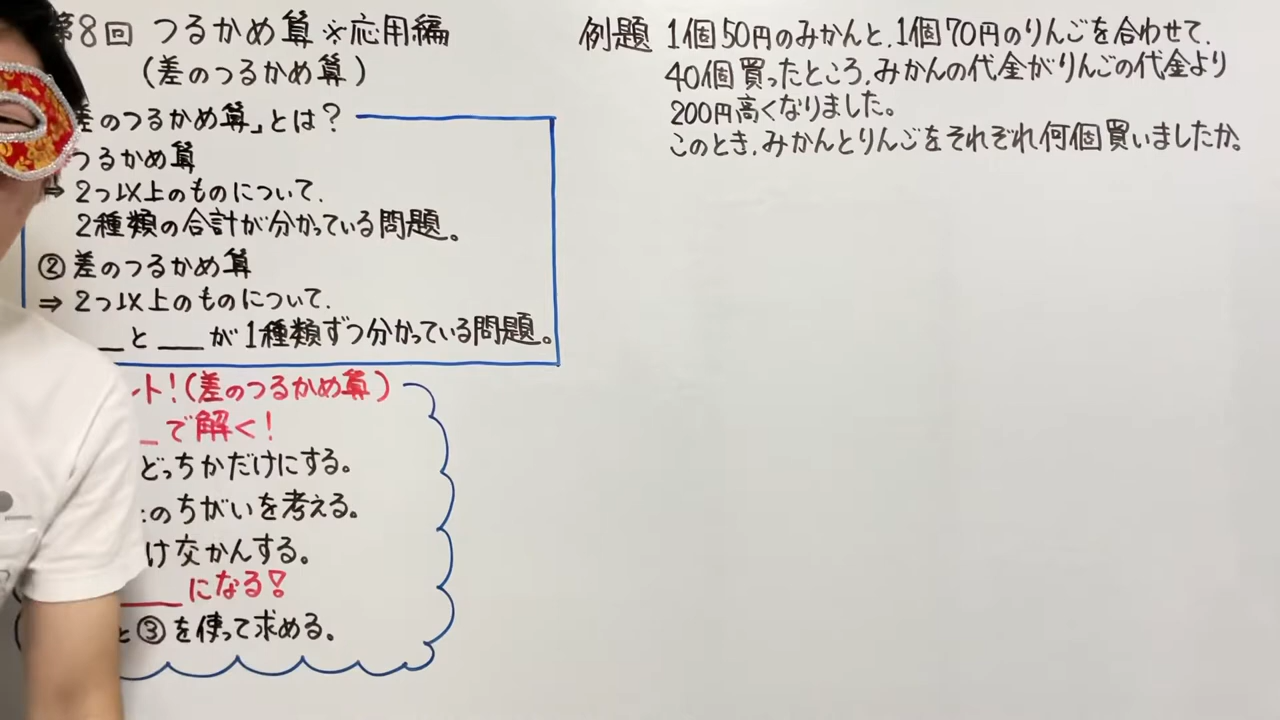 第8回 つるかめ算 ※応用編
(差のつるかめ算)
差のつるかめ算」とは?
つるかめ算
⇒ 2つ以上のものについて、
2種類の合計が分かっている問題。
② 差のつるかめ算
⇒ 2つ以上のものについて、
__と___が1種類ずつ分かっている問題。
ト!(差のつるかめ算)
_で解く!
どっちかだけにする。
のちがいを考える。
け交かんする。
___になる!
と③を使って求める。
例題 1個50円のみかんと、1個70円のりんごを合わせて、
40個買ったところ、みかんの代金がりんごの代金より
200円高くなりました。
このとき、みかんとりんごをそれぞれ何個買いましたか。